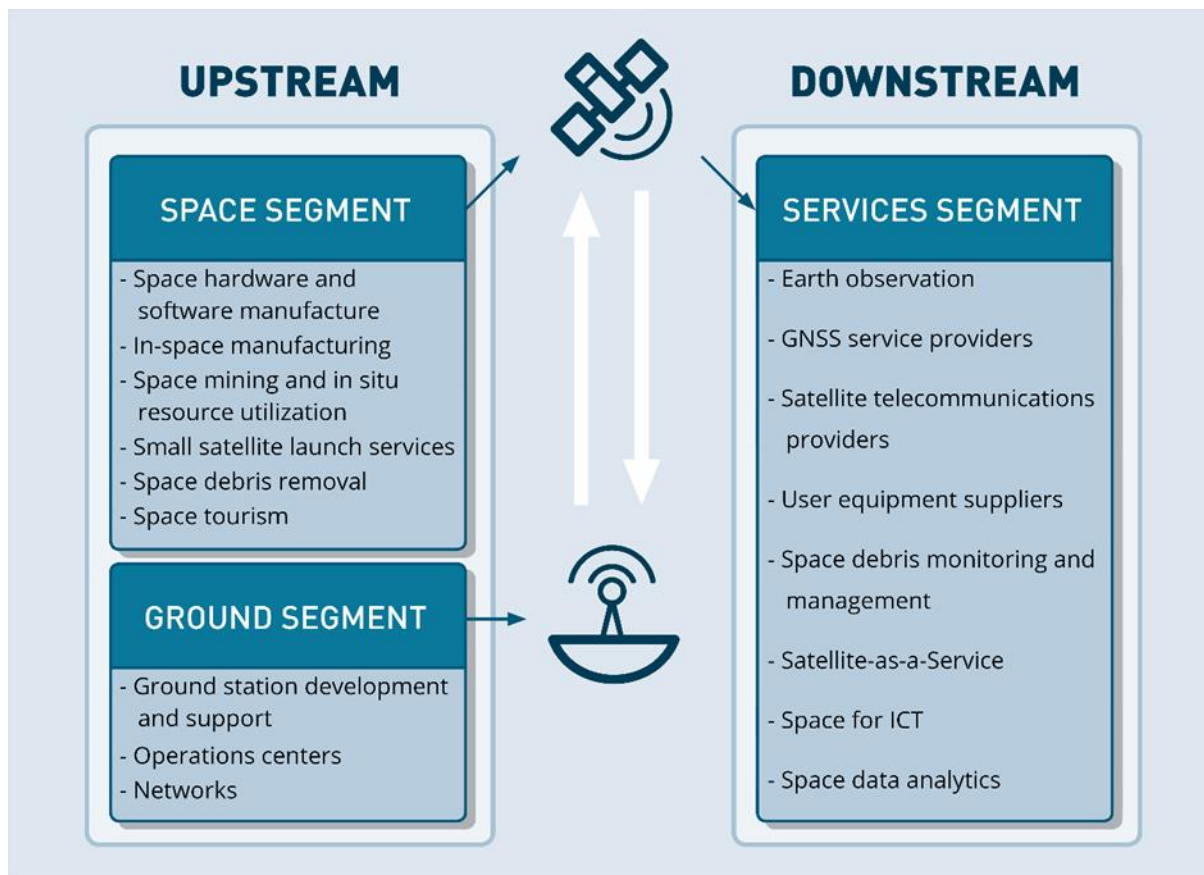 UPSTREAM
SPACE SEGMENT
- Space hardware and
software manufacture
- In-space manufacturing
- Space mining and in situ
resource utilization
- Small satellite launch services
- Space debris removal
- Space tourism
GROUND SEGMENT
- Ground station development
and support
- Operations centers
- Networks
DOWNSTREAM
SERVICES SEGMENT
- Earth observation
- GNSS service providers
- Satellite telecommunications
providers
- User equipment suppliers
- Space debris monitoring and
management
- Satellite-as-a-Service
- Space for ICT
- Space data analytics